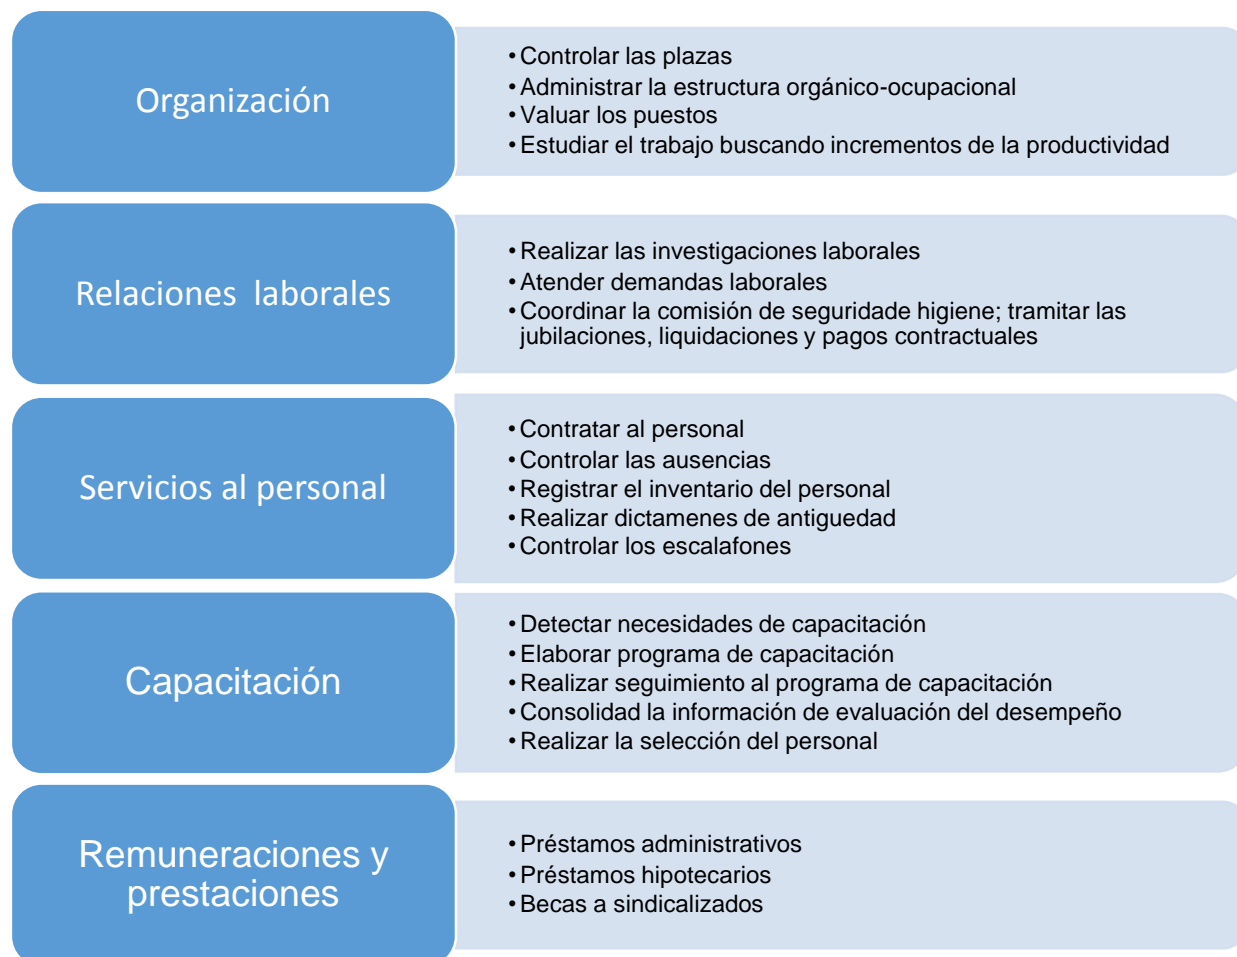 Organización
•Controlar las plazas
•Administrar la estructura orgánico-ocupacional
•Valuar los puestos
•Estudiar el trabajo buscando incrementos de la productividad
Relaciones laborales
•Realizar las investigaciones laborales
•Atender demandas laborales
•Coordinar la comisión de seguridade higiene; tramitar las
jubilaciones, liquidaciones y pagos contractuales
Servicios al personal
•Contratar al personal
•Controlar las ausencias
•Registrar el inventario del personal
•Realizar dictamenes de antiguedad
•Controlar los escalafones
Capacitación
•Detectar necesidades de capacitación
•Elaborar programa de capacitación
•Realizar seguimiento al programa de capacitación
•Consolidad la información de evaluación del desempeño
•Realizar la selección del personal
Remuneraciones y
prestaciones
•Préstamos administrativos
•Préstamos hipotecarios
•Becas a sindicalizados